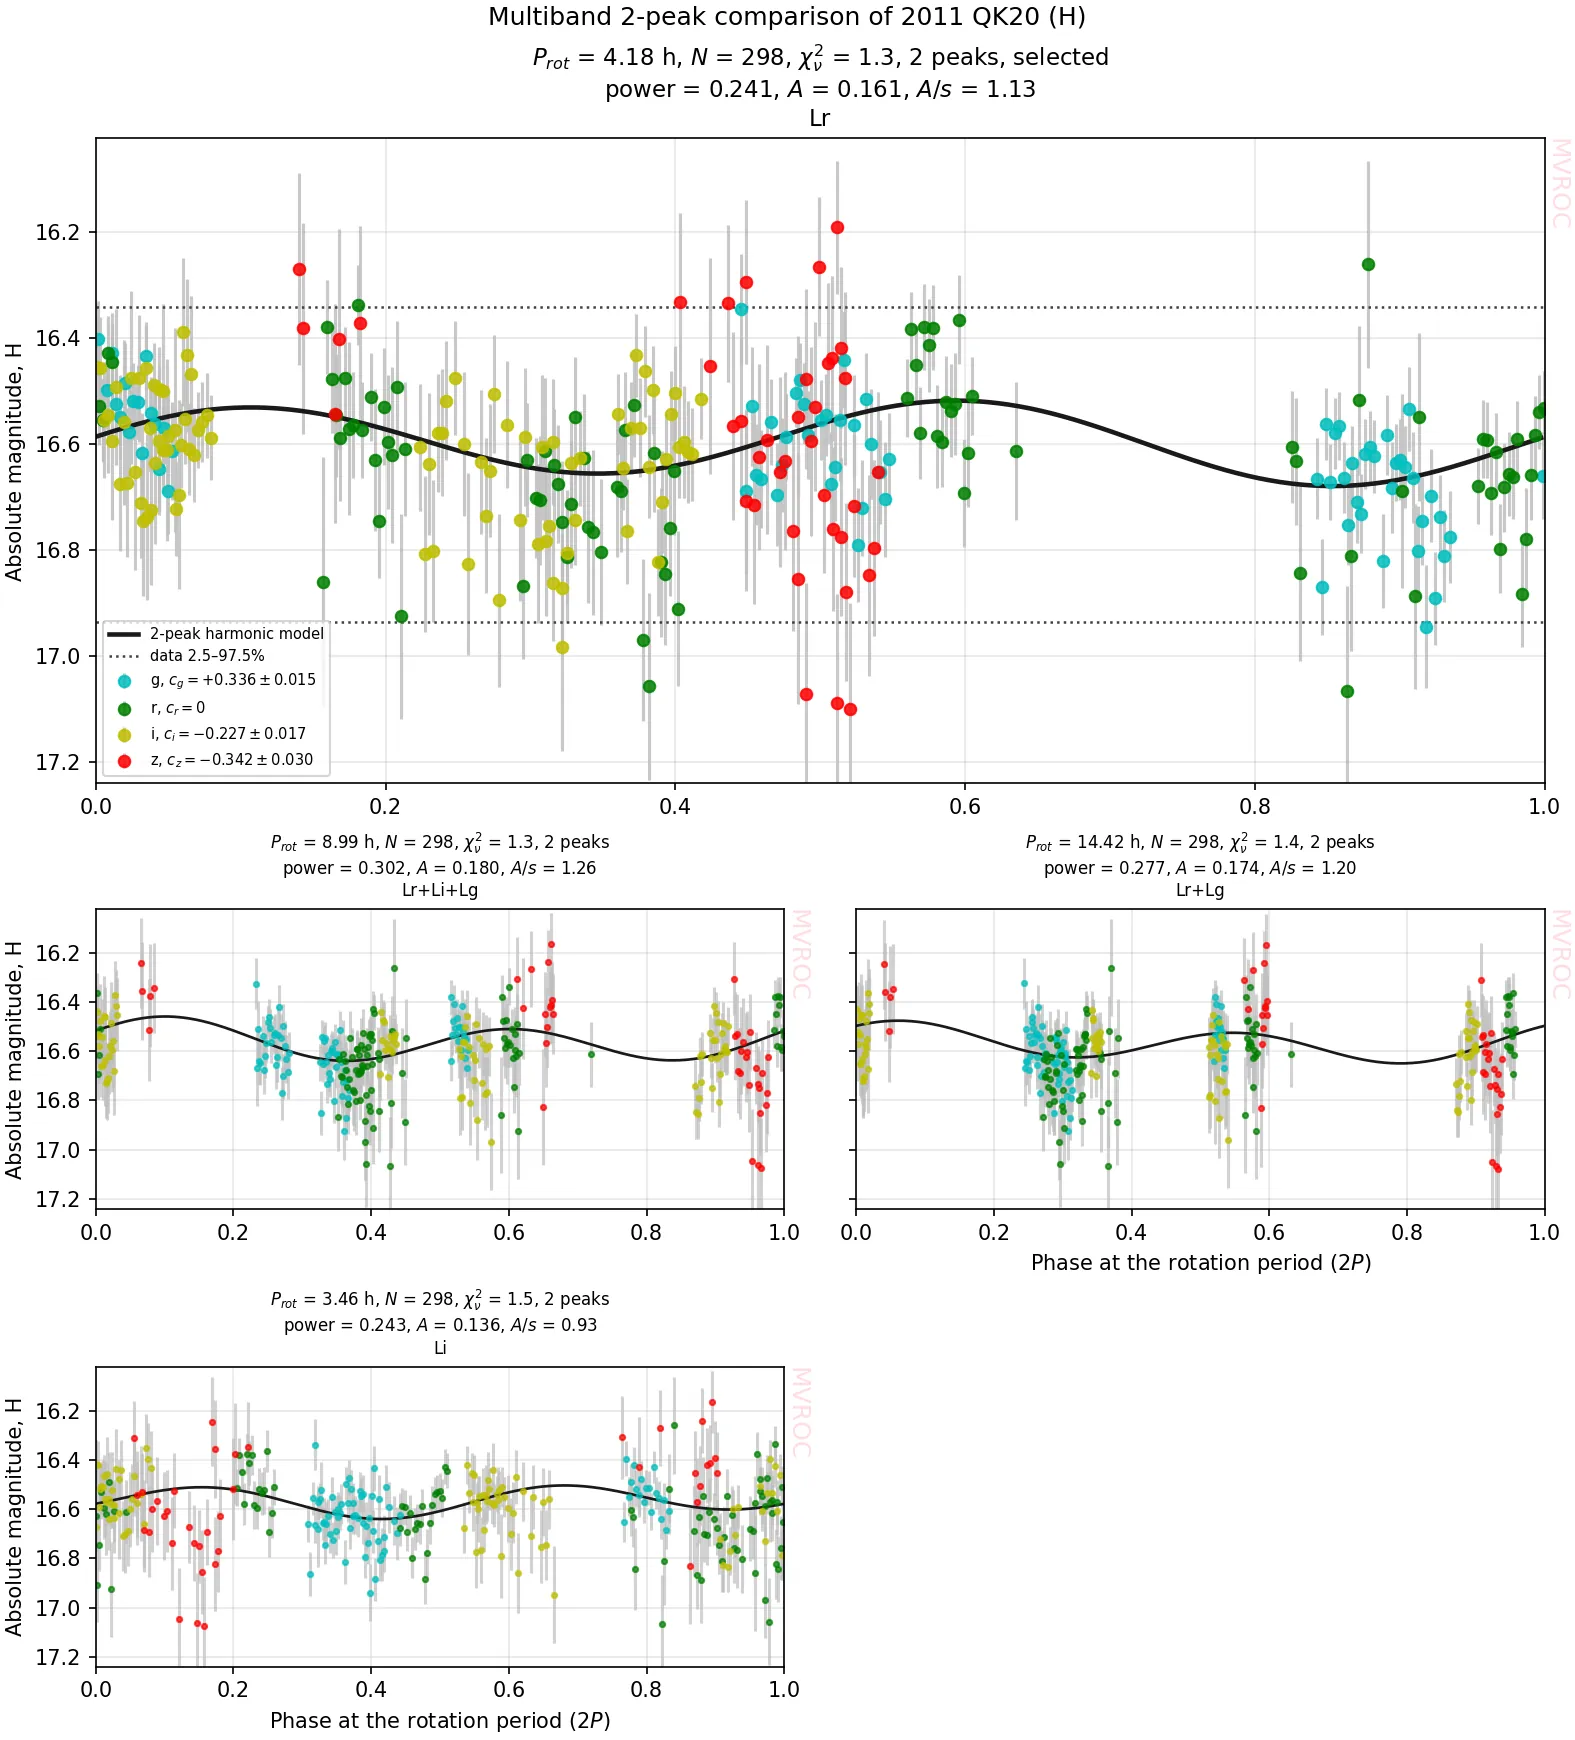 Multiband 2-peak comparison of 2011 QK20 (H)
P_rot = 4.18 h, N = 298, χ²_ν = 1.3, 2 peaks, selected
power = 0.241, A = 0.161, A/s = 1.13
Lr
MVROC
Absolute magnitude, H
16.2
16.4
16.6
16.8
17.0
17.2
2-peak harmonic model
data 2.5–97.5%
g, c_g = +0.336 ± 0.015
r, c_r = 0
i, c_i = −0.227 ± 0.017
z, c_z = −0.342 ± 0.030
0.0 0.2 0.4 0.6 0.8 1.0
P_rot = 8.99 h, N = 298, χ²_ν = 1.3, 2 peaks
power = 0.302, A = 0.180, A/s = 1.26
Lr+Li+Lg
MVROC
Absolute magnitude, H
16.2
16.4
16.6
16.8
17.0
17.2
0.0 0.2 0.4 0.6 0.8 1.0
P_rot = 14.42 h, N = 298, χ²_ν = 1.4, 2 peaks
power = 0.277, A = 0.174, A/s = 1.20
Lr+Lg
MVROC
0.0 0.2 0.4 0.6 0.8 1.0
Phase at the rotation period (2P)
P_rot = 3.46 h, N = 298, χ²_ν = 1.5, 2 peaks
power = 0.243, A = 0.136, A/s = 0.93
Li
MVROC
Absolute magnitude, H
16.2
16.4
16.6
16.8
17.0
17.2
0.0 0.2 0.4 0.6 0.8 1.0
Phase at the rotation period (2P)